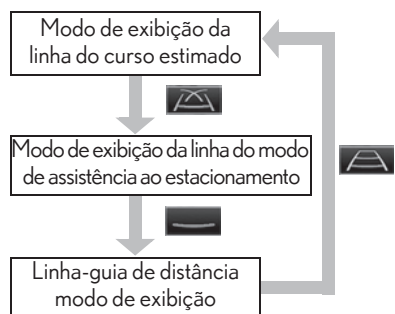 Modo de exibição da
linha do curso estimado
Modo de exibição da linha do modo
de assistência ao estacionamento
Linha-guia de distância
modo de exibição